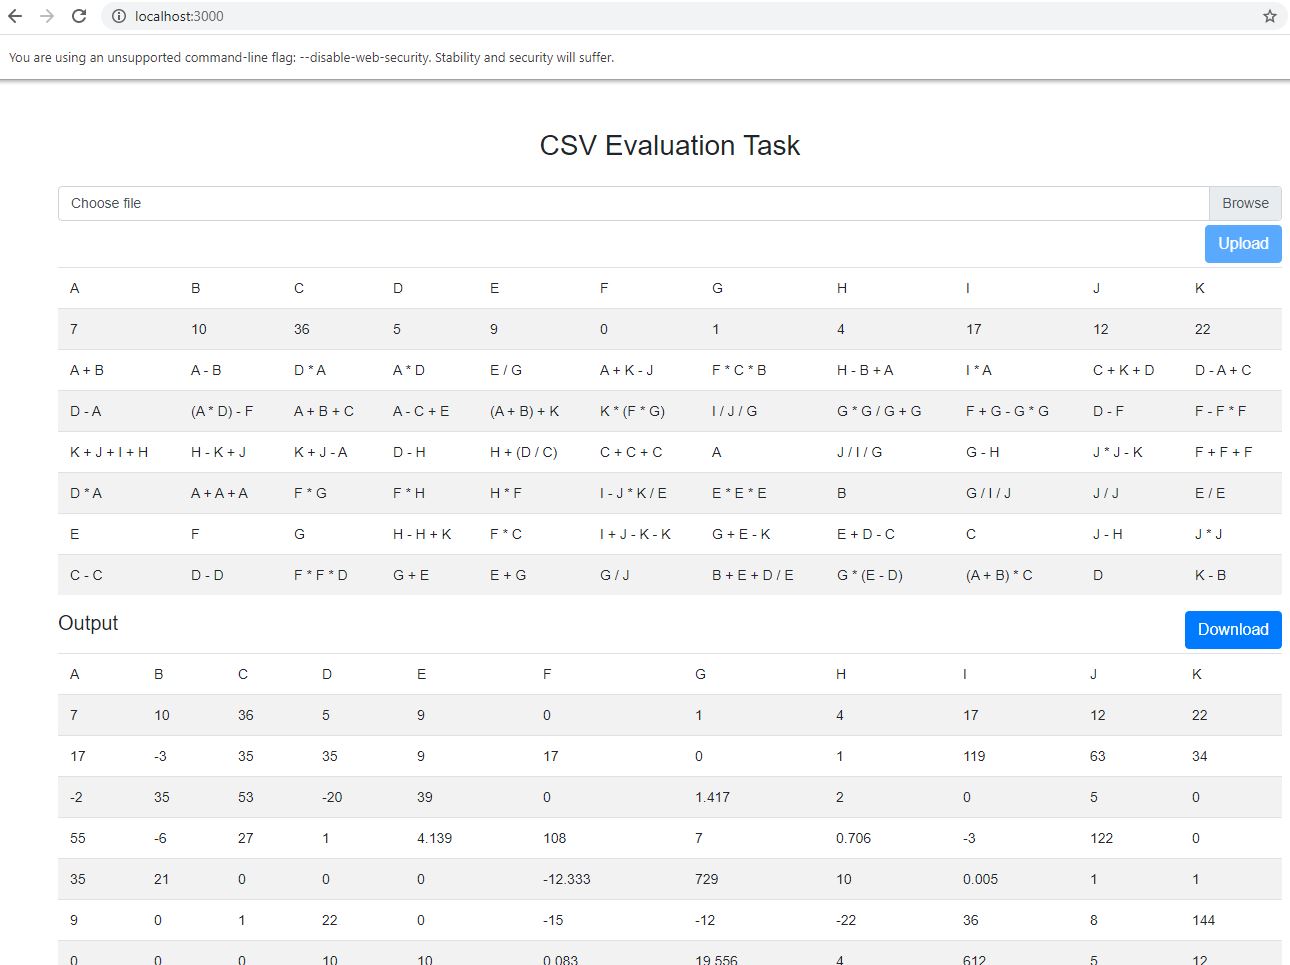 localhost:3000
You are using an unsupported command-line flag: --disable-web-security. Stability and security will suffer.
CSV Evaluation Task
Choose file Browse
Upload
A B C D E F G H I J K
7 10 36 5 9 0 1 4 17 12 22
A + B A - B D * A A * D E / G A + K - J F * C * B H - B + A I * A C + K + D D - A + C
D - A (A * D) - F A + B + C A - C + E (A + B) + K K * (F * G) I / J / G G * G / G + G F + G - G * G D - F F - F * F
K + J + I + H H - K + J K + J - A D - H H + (D / C) C + C + C A J / I / G G - H J * J - K F + F + F
D * A A + A + A F * G F * H H * F I - J * K / E E * E * E B G / I / J J / J E / E
E F G H - H + K F * C I + J - K - K G + E - K E + D - C C J - H J * J
C - C D - D F * F * D G + E E + G G / J B + E + D / E G * (E - D) (A + B) * C D K - B
Output Download
A B C D E F G H I J K
7 10 36 5 9 0 1 4 17 12 22
17 -3 35 35 9 17 0 1 119 63 34
-2 35 53 -20 39 0 1.417 2 0 5 0
55 -6 27 1 4.139 108 7 0.706 -3 122 0
35 21 0 0 0 -12.333 729 10 0.005 1 1
9 0 1 22 0 -15 -12 -22 36 8 144
0 0 0 10 10 0.083 19.556 4 612 5 12